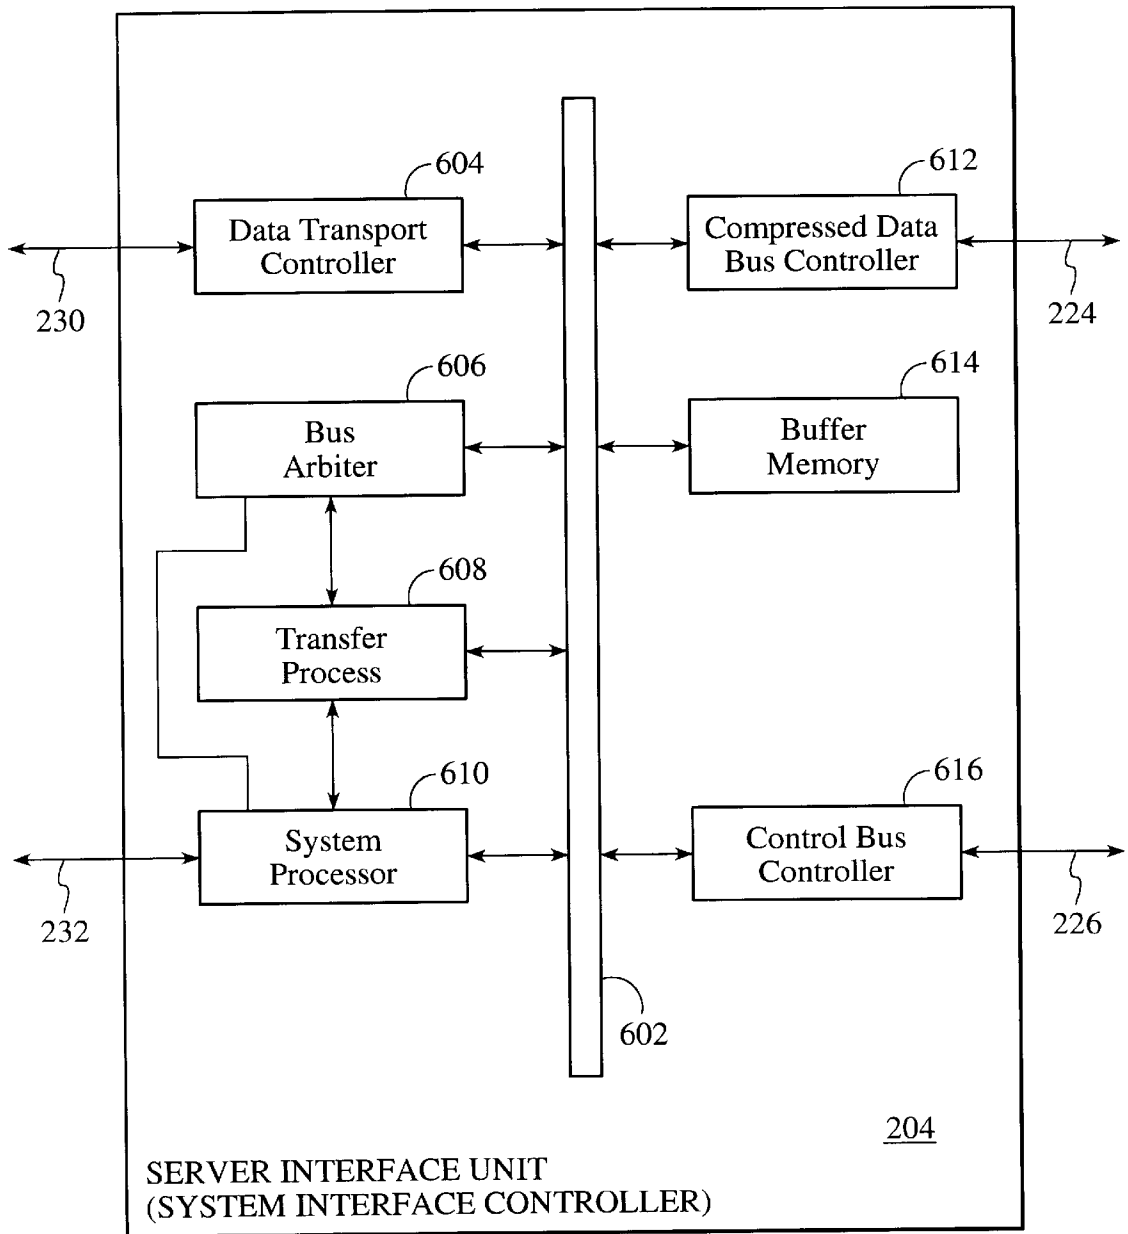 604
Data Transport
Controller
230
612
Compressed Data
Bus Controller
224
606
Bus
Arbiter
614
Buffer
Memory
608
Transfer
Process
610
System
Processor
232
616
Control Bus
Controller
226
602
204
SERVER INTERFACE UNIT
(SYSTEM INTERFACE CONTROLLER)